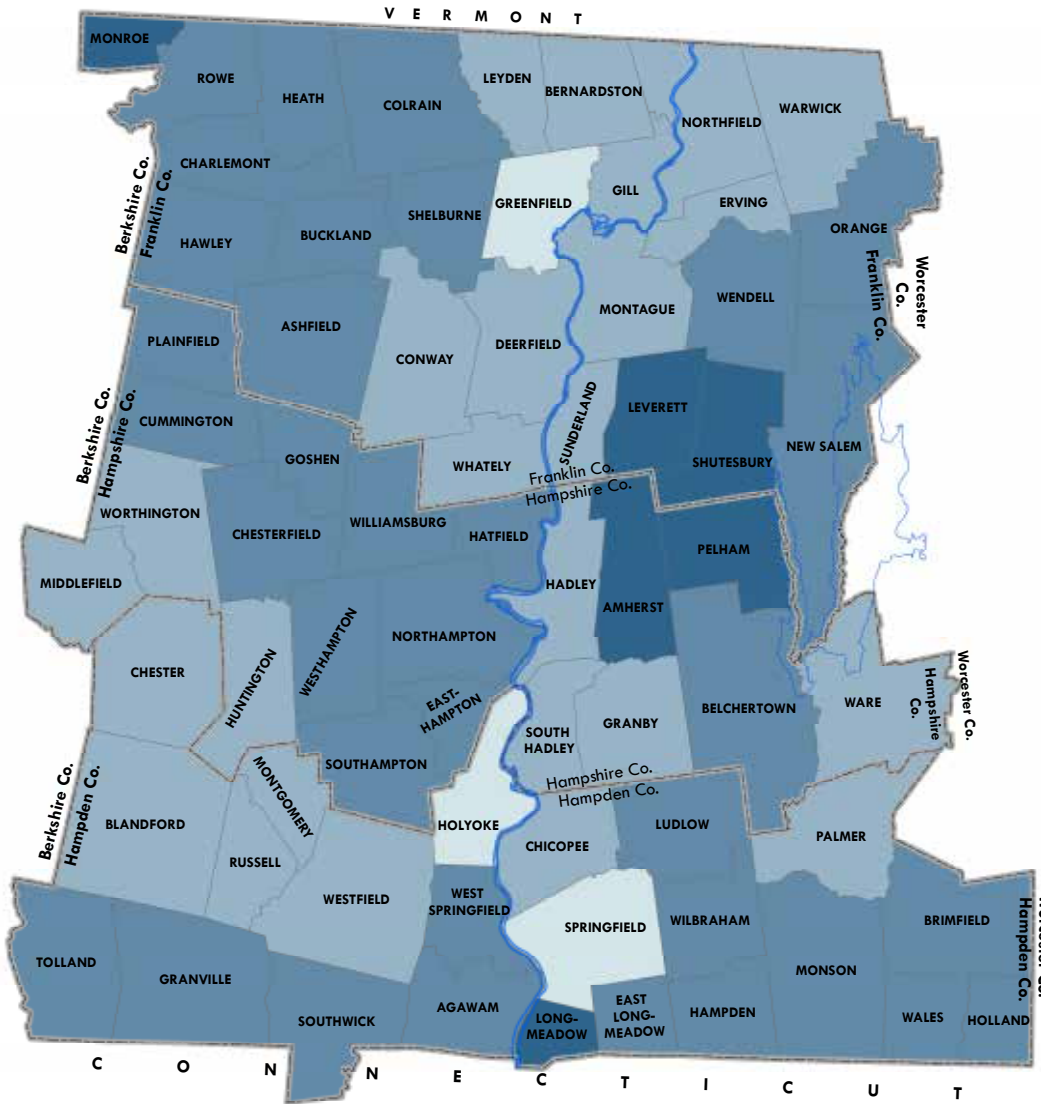 VERMONT
MONROE
ROWE
HEATH
COLRAIN
LEYDEN
BERNARDSTON
NORTHFIELD
WARWICK
CHARLEMONT
Berkshire Co.
Franklin Co.
HAWLEY
BUCKLAND
SHELBURNE
GREENFIELD
GILL
ERVING
ORANGE
Franklin Co.
Worcester
Co.
PLAINFIELD
ASHFIELD
CONWAY
DEERFIELD
MONTAGUE
WENDELL
Berkshire Co.
Hampshire Co.
CUMMINGTON
GOSHEN
WHATELY
SUNDERLAND
LEVERETT
SHUTESBURY
NEW SALEM
Franklin Co.
Hampshire Co.
WORTHINGTON
CHESTERFIELD
WILLIAMSBURG
HATFIELD
PELHAM
MIDDLEFIELD
HADLEY
AMHERST
CHESTER
HUNTINGTON
WESTHAMPTON
NORTHAMPTON
EAST-
HAMPTON
SOUTH
HADLEY
GRANBY
BELCHERTOWN
WARE
Hampshire
Co.
Worcester Co.
SOUTHAMPTON
Hampshire Co.
Hampden Co.
Berkshire Co.
Hampden Co.
BLANDFORD
MONTGOMERY
RUSSELL
HOLYOKE
CHICOPEE
LUDLOW
PALMER
WESTFIELD
WEST
SPRINGFIELD
SPRINGFIELD
WILBRAHAM
BRIMFIELD
Hampden Co.
TOLLAND
GRANVILLE
MONSON
SOUTHWICK
AGAWAM
LONG-
MEADOW
EAST
LONG-
MEADOW
HAMPDEN
WALES
HOLLAND
CONNECTICUT